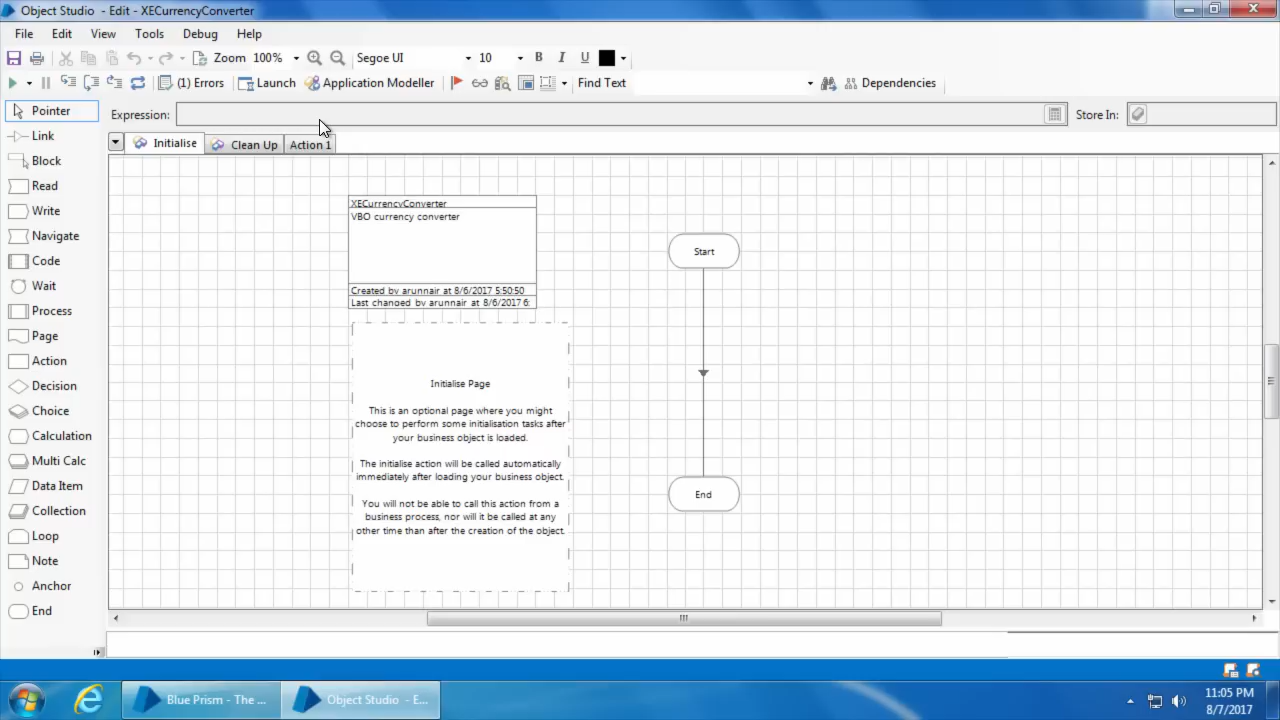 Object Studio - Edit - XECurrencyConverter
File Edit View Tools Debug Help
Zoom 100% Segoe UI 10 B I U
(1) Errors Launch Application Modeller Find Text Dependencies
Pointer
Expression: Store In:
Link
Initialise Clean Up Action 1
Block
Read
Write
Navigate
Code
Wait
Process
Page
Action
Decision
Choice
Calculation
Multi Calc
Data Item
Collection
Loop
Note
Anchor
End
XECurrencyConverter
VBO currency converter
Created by arunnair at 8/6/2017 5:50:50
Last changed by arunnair at 8/6/2017 6:
Initialise Page
This is an optional page where you might
choose to perform some initialisation tasks after
your business object is loaded.
The initialise action will be called automatically
immediately after loading your business object.
You will not be able to call this action from a
business process, nor will it be called at any
other time than after the creation of the object.
Start
End
Blue Prism - The ...
Object Studio - E...
11:05 PM
8/7/2017